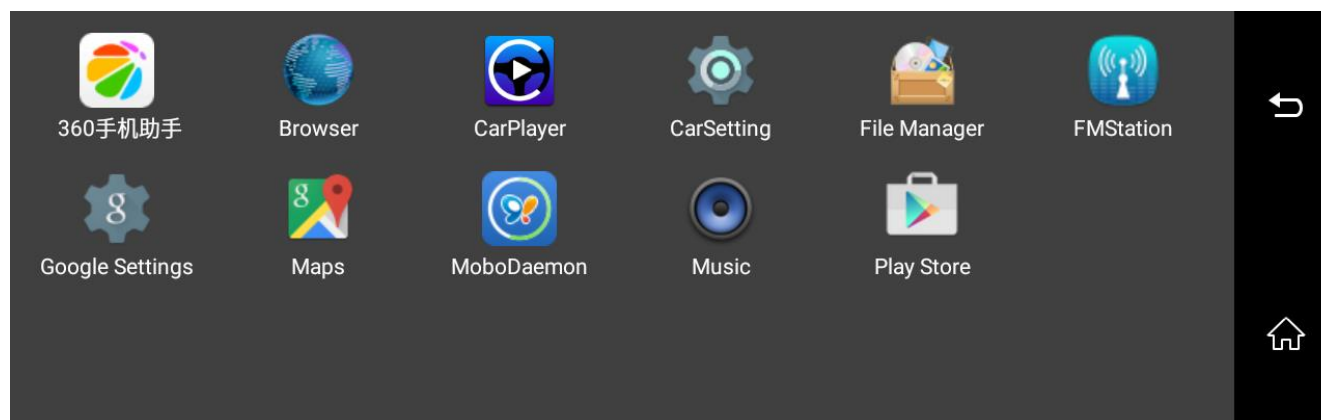 360手机助手
Browser
CarPlayer
CarSetting
File Manager
FMStation
Google Settings
Maps
MoboDaemon
Music
Play Store